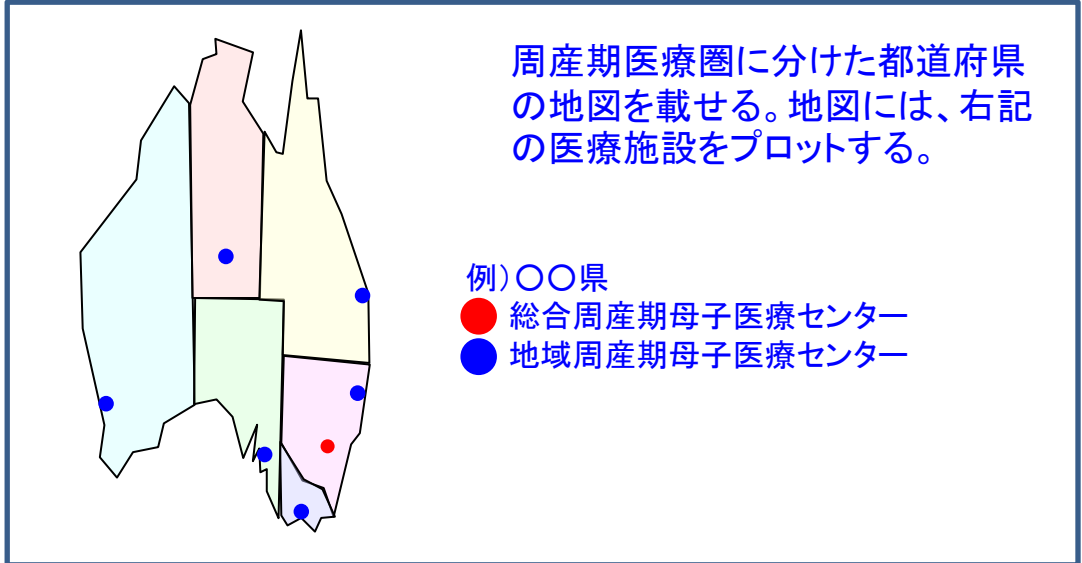 周産期医療圏に分けた都道府県
の地図を載せる。地図には、右記
の医療施設をプロットする。
例)〇〇県
総合周産期母子医療センター
地域周産期母子医療センター